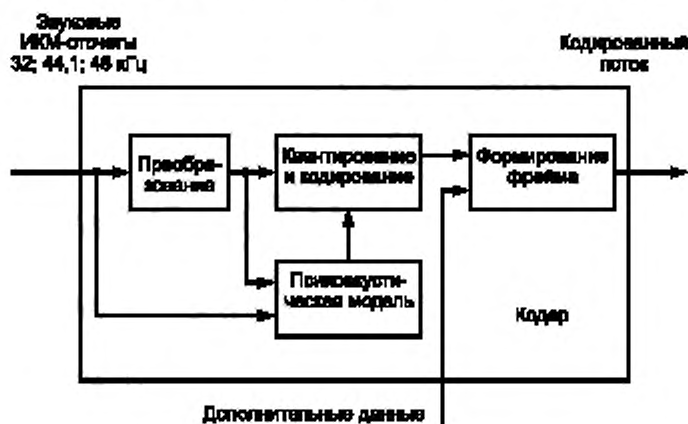 Звуковые
ИКМ-отсчеты
32; 44,1; 48 кГц
Кодированный
поток
Преобра-
зование
Квантирование
и кодирование
Формирование
фрейма
Психоакусти-
ческая модель
Кодер
Дополнительные данные